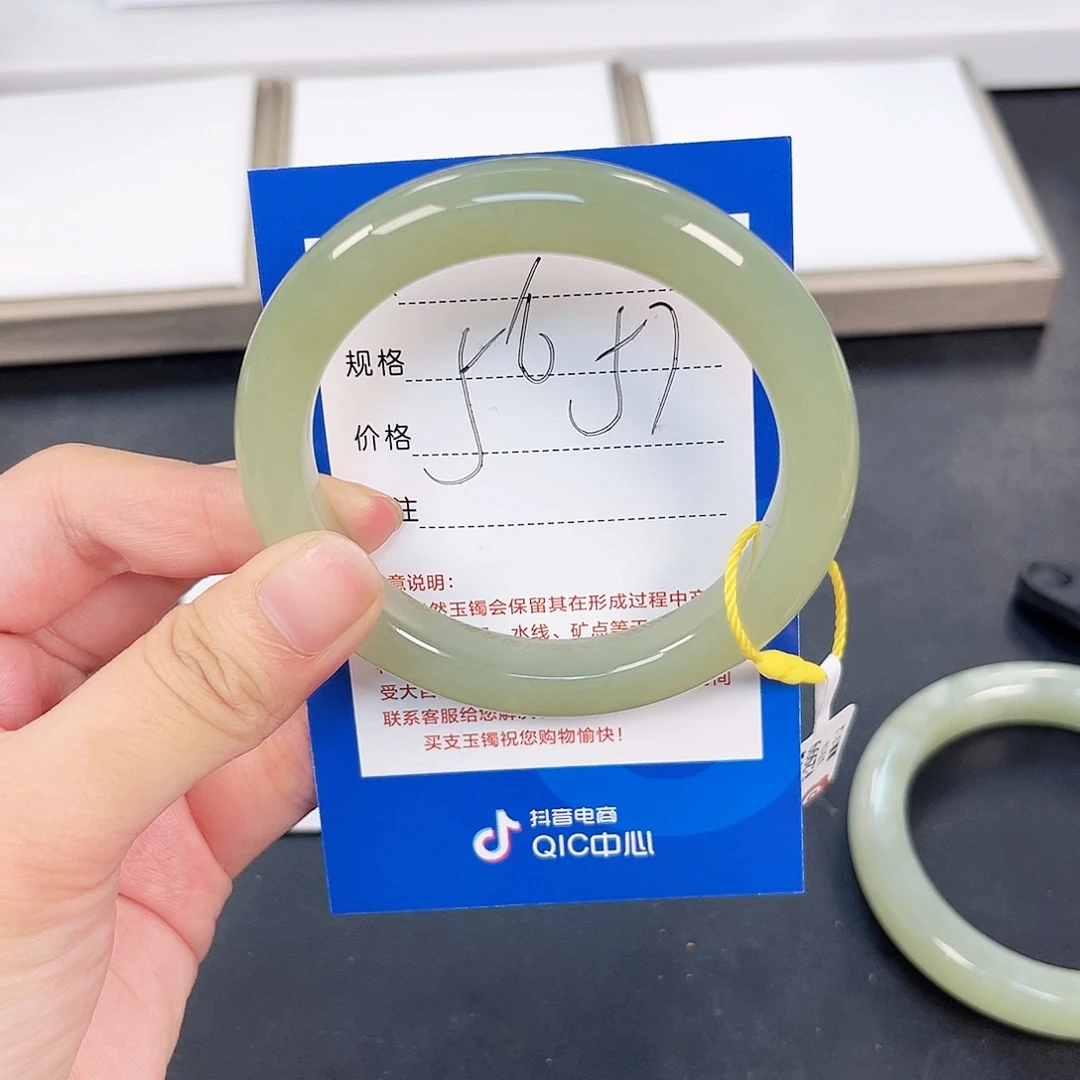 规格 56 57
价格
注
意说明:
然玉镯会保留其在形成过程中产
水线、矿点等
受大
联系客服给您解
买支玉镯祝您购物愉快!
抖音电商
QIC中心